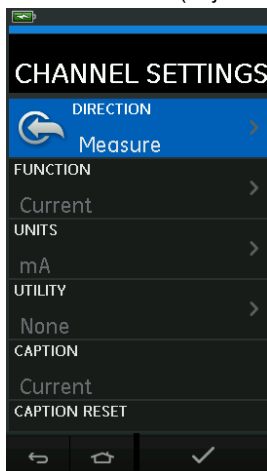 CHANNEL SETTINGS
DIRECTION
Measure
FUNCTION
Current
UNITS
mA
UTILITY
None
CAPTION
Current
CAPTION RESET